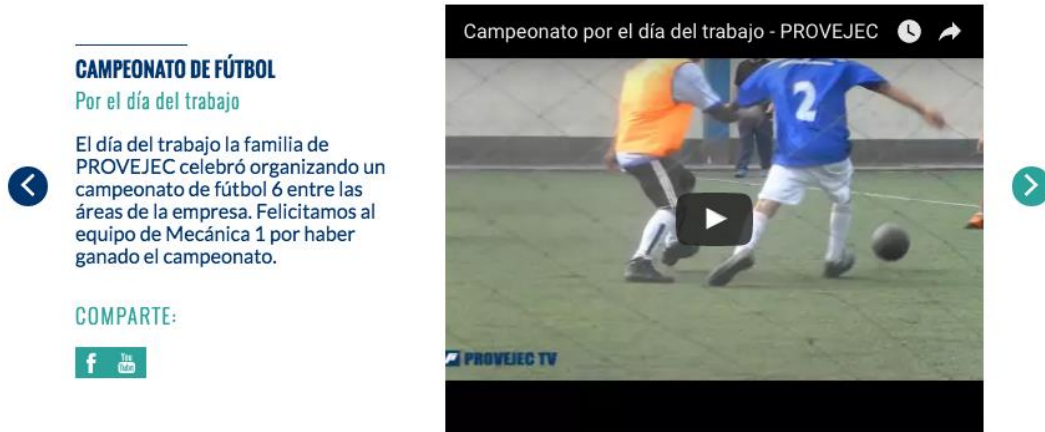 CAMPEONATO DE FÚTBOL
Por el día del trabajo
El día del trabajo la familia de
PROVEJEC celebró organizando un
campeonato de fútbol 6 entre las
áreas de la empresa. Felicitamos al
equipo de Mecánica 1 por haber
ganado el campeonato.
COMPARTE:
f You Tube
Campeonato por el día del trabajo - PROVEJEC
2
PROVEJEC TV